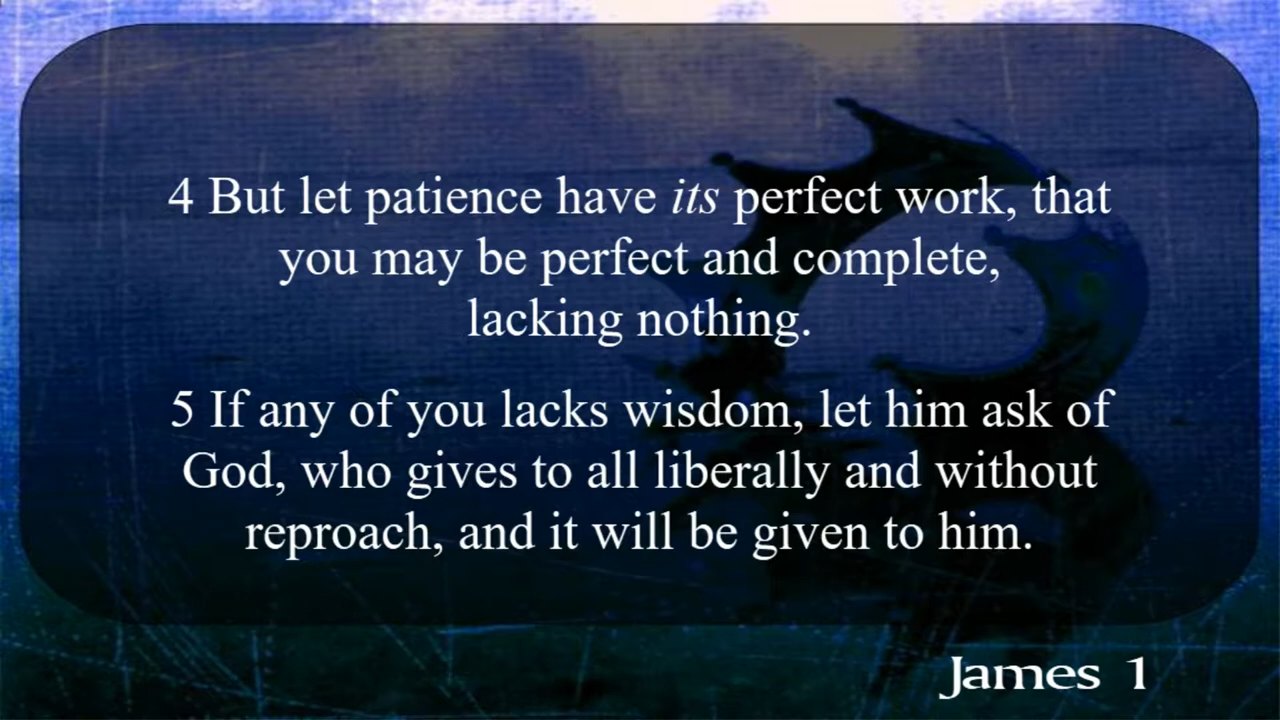 4 But let patience have its perfect work, that
you may be perfect and complete,
lacking nothing.
5 If any of you lacks wisdom, let him ask of
God, who gives to all liberally and without
reproach, and it will be given to him.
James 1